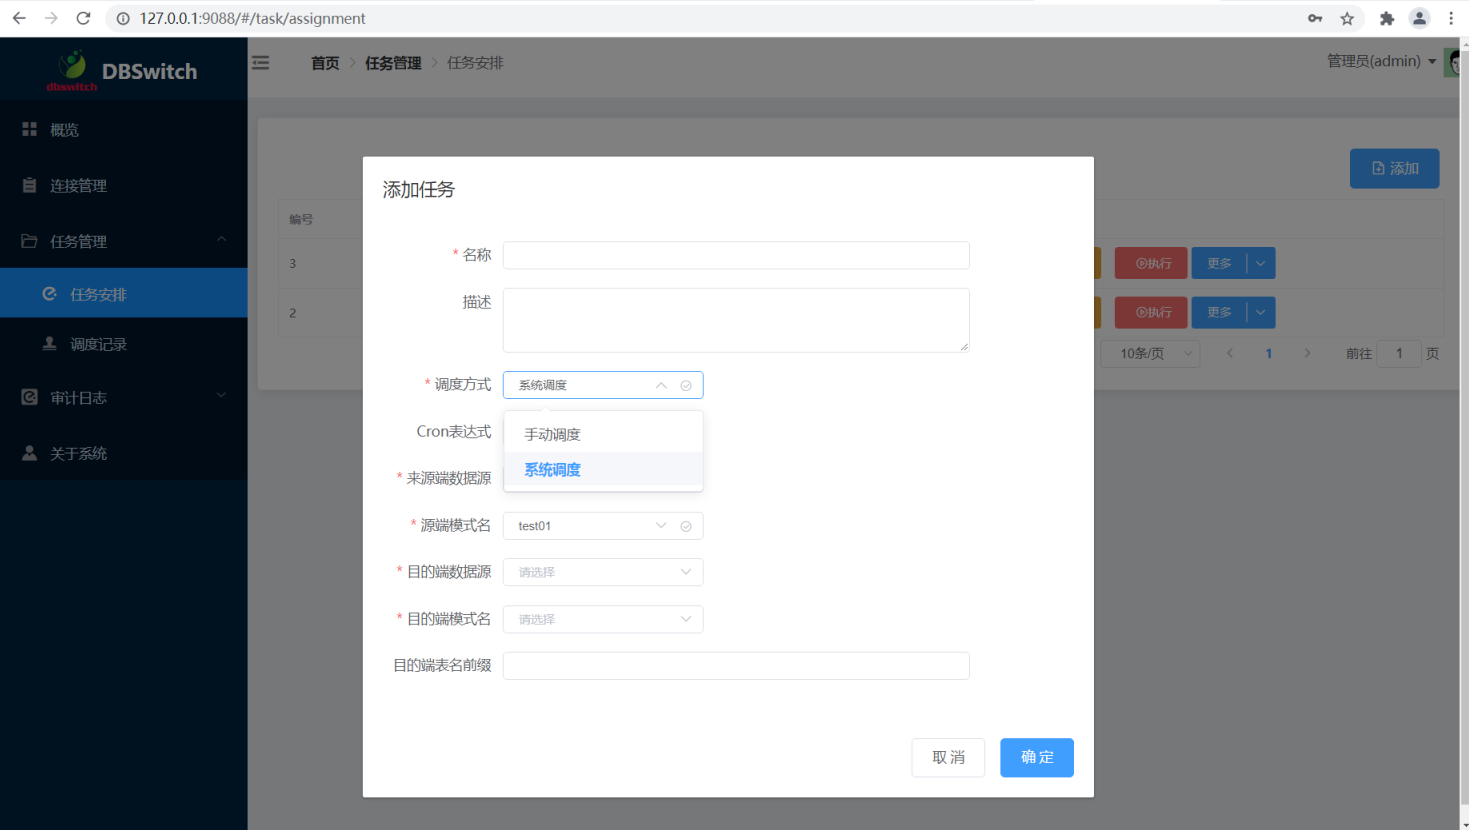 127.0.0.1:9088/#/task/assignment
dbswitch DBSwitch
首页 > 任务管理 > 任务安排
管理员(admin)
概览
连接管理
任务管理
任务安排
调度记录
审计日志
关于系统
添加
编号
3 执行 更多
2 执行 更多
10条/页 < 1 > 前往 1 页
添加任务
* 名称
描述
* 调度方式 系统调度
Cron表达式
手动调度
系统调度
* 来源端数据源
* 源端模式名 test01
* 目的端数据源 请选择
* 目的端模式名 请选择
目的端表名前缀
取消 确定